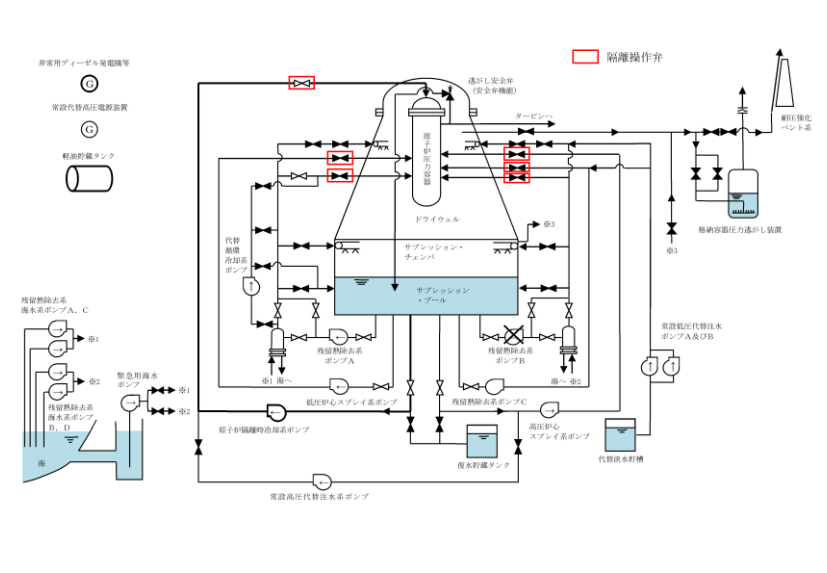 非常用ディーゼル発電機等
G
常設代替高圧電源装置
G
軽油貯蔵タンク
隔離操作弁
逃がし安全弁
(安全弁機能)
タービンへ
耐圧強化
ベント系
原子炉圧力容器
ドライウェル
※3
格納容器圧力逃がし装置
※3
代替
循環
冷却系
ポンプ
サプレッション・
チェンバ
サプレッション
・プール
残留熱除去系
海水系ポンプA,C
※1
※2
残留熱除去系
海水系ポンプ
B,D
緊急用海水
ポンプ
※1
※2
海
残留熱除去系
ポンプA
※1 海へ
残留熱除去系
ポンプB
海へ ※2
常設低圧代替注水
ポンプA及びB
低圧炉心スプレイ系ポンプ
残留熱除去系ポンプC
原子炉隔離時冷却系ポンプ
高圧炉心
スプレイ系ポンプ
復水貯蔵タンク
代替淡水貯槽
常設高圧代替注水系ポンプ